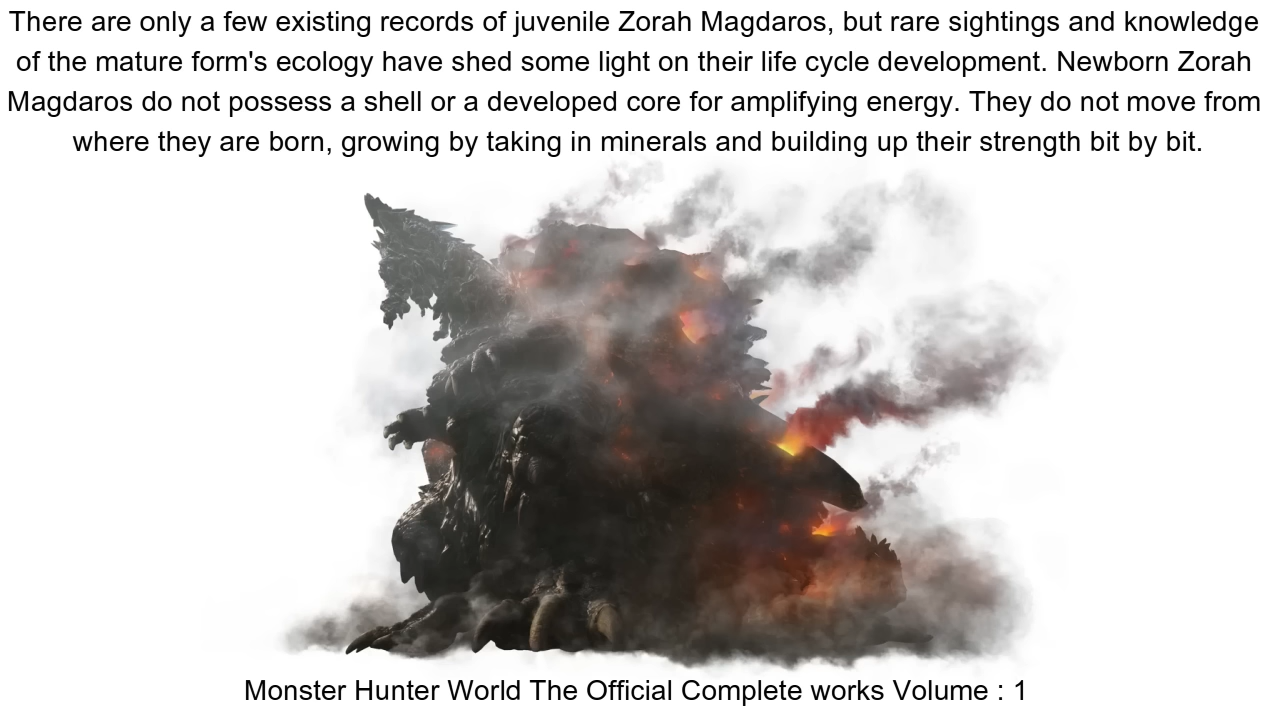 There are only a few existing records of juvenile Zorah Magdaros, but rare sightings and knowledge
of the mature form's ecology have shed some light on their life cycle development. Newborn Zorah
Magdaros do not possess a shell or a developed core for amplifying energy. They do not move from
where they are born, growing by taking in minerals and building up their strength bit by bit.
Monster Hunter World The Official Complete works Volume : 1